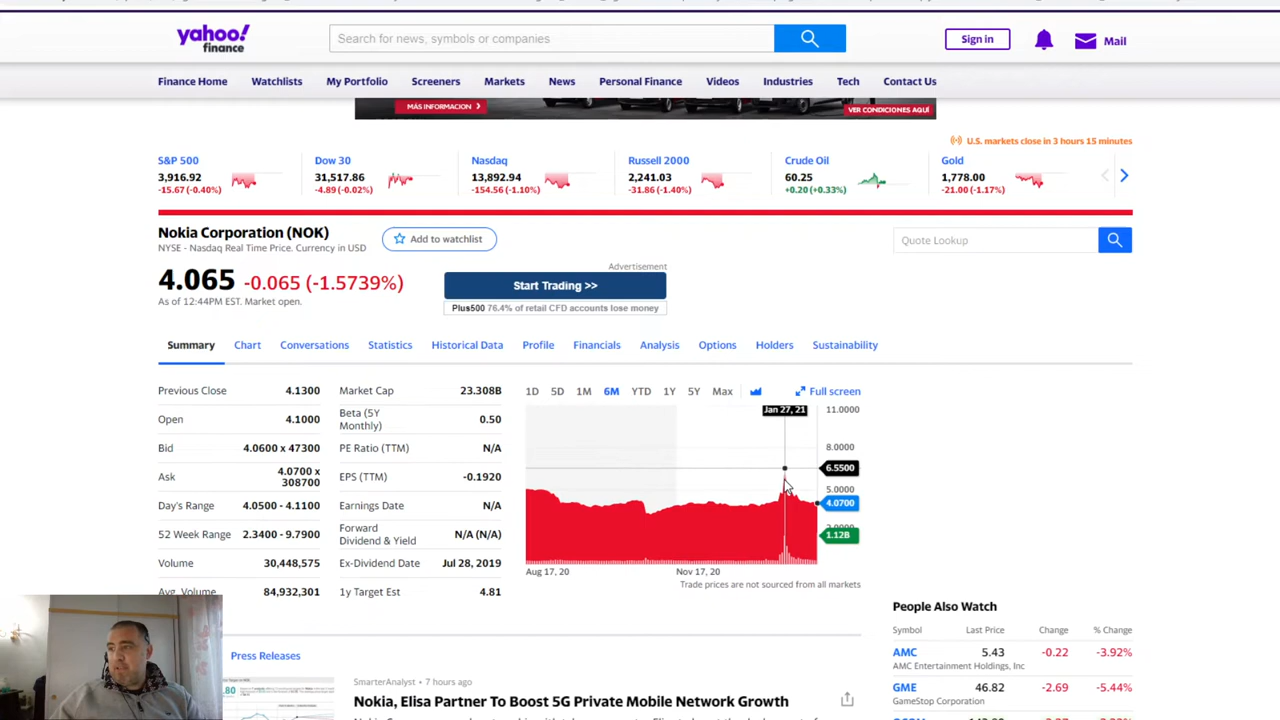 yahoo!
finance
Search for news, symbols or companies
Sign in
Mail
Finance Home Watchlists My Portfolio Screeners Markets News Personal Finance Videos Industries Tech Contact Us
MÁS INFORMACION
VER CONDICIONES AQUÍ
U.S. markets close in 3 hours 15 minutes
S&P 500
3,916.92
-15.67 (-0.40%)
Dow 30
31,517.86
-4.89 (-0.02%)
Nasdaq
13,892.94
-154.56 (-1.10%)
Russell 2000
2,241.03
-31.86 (-1.40%)
Crude Oil
60.25
+0.20 (+0.33%)
Gold
1,778.00
-21.00 (-1.17%)
Nokia Corporation (NOK)
NYSE - Nasdaq Real Time Price. Currency in USD
Add to watchlist
Quote Lookup
4.065 -0.065 (-1.5739%)
As of 12:44PM EST. Market open.
Advertisement
Start Trading >>
Plus500 76.4% of retail CFD accounts lose money
Summary Chart Conversations Statistics Historical Data Profile Financials Analysis Options Holders Sustainability
Previous Close 4.1300
Open 4.1000
Bid 4.0600 x 47300
Ask 4.0700 x
308700
Day's Range 4.0500 - 4.1100
52 Week Range 2.3400 - 9.7900
Volume 30,448,575
Avg. Volume 84,932,301
Market Cap 23.308B
Beta (5Y
Monthly) 0.50
PE Ratio (TTM) N/A
EPS (TTM) -0.1920
Earnings Date N/A
Forward
Dividend & Yield N/A (N/A)
Ex-Dividend Date Jul 28, 2019
1y Target Est 4.81
1D 5D 1M 6M YTD 1Y 5Y Max Full screen
Jan 27, 21
11.0000
8.0000
6.5500
5.0000
4.0700
1.12B
Aug 17, 20
Nov 17, 20
Trade prices are not sourced from all markets
People Also Watch
Symbol Last Price Change % Change
AMC 5.43 -0.22 -3.92%
AMC Entertainment Holdings, Inc
GME 46.82 -2.69 -5.44%
GameStop Corporation
Press Releases
SmarterAnalyst • 7 hours ago
Nokia, Elisa Partner To Boost 5G Private Mobile Network Growth